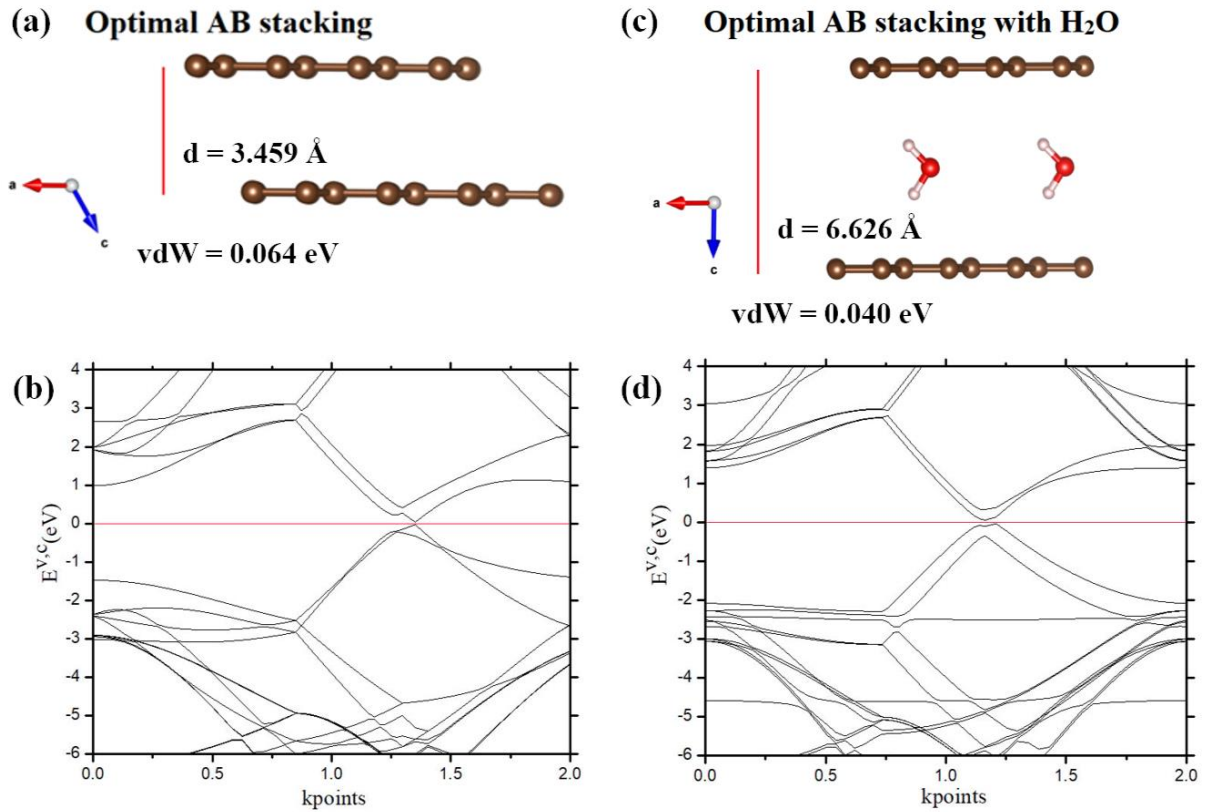 (a) Optimal AB stacking
d = 3.459 Å
a
c
vdW = 0.064 eV
(c) Optimal AB stacking with H₂O
a
c
d = 6.626 Å
vdW = 0.040 eV
(b)
4
3
2
1
0
-1
-2
-3
-4
-5
-6
E^v,c(eV)
0.0 0.5 1.0 1.5 2.0
kpoints
(d)
4
3
2
1
0
-1
-2
-3
-4
-5
-6
E^v,c(eV)
0.0 0.5 1.0 1.5 2.0
kpoints